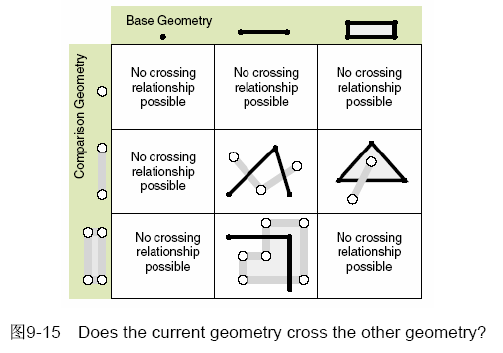 Base Geometry
Comparison Geometry
No crossing
relationship
possible
No crossing
relationship
possible
No crossing
relationship
possible
No crossing
relationship
possible
No crossing
relationship
possible
No crossing
relationship
possible
图9-15 Does the current geometry cross the other geometry?